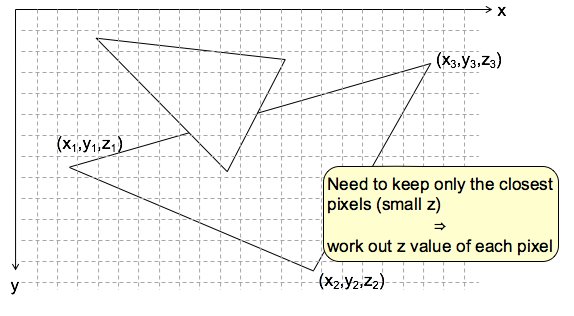 x
(x₃,y₃,z₃)
(x₁,y₁,z₁)
Need to keep only the closest
pixels (small z)
⇒
work out z value of each pixel
(x₂,y₂,z₂)
y